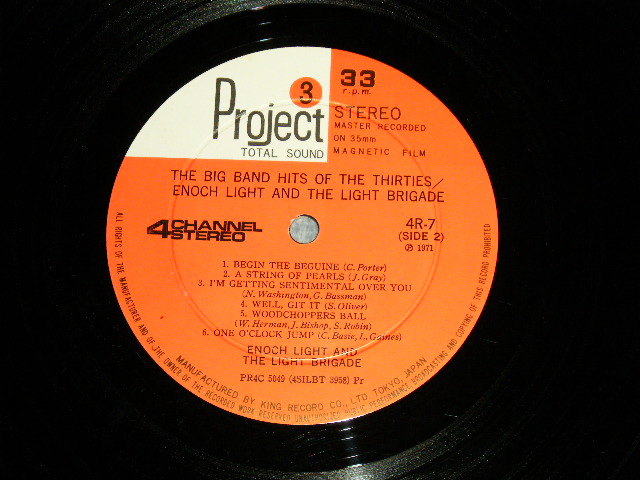 3
Project
TOTAL SOUND
33
r.p.m.
STEREO
MASTER RECORDED
ON 35mm
MAGNETIC FILM
THE BIG BAND HITS OF THE THIRTIES/
ENOCH LIGHT AND THE LIGHT BRIGADE
4 CHANNEL
STEREO
4R-7
(SIDE 2)
Ⓟ 1971
1. BEGIN THE BEGUINE (C. Porter)
2. A STRING OF PEARLS (J. Gray)
3. I'M GETTING SENTIMENTAL OVER YOU
(N. Washington, G. Bassman)
4. WELL, GIT IT (S. Oliver)
5. WOODCHOPPERS BALL
(W. Herman, J. Bishop, S. Robin)
6. ONE O'CLOCK JUMP (C. Basie, L. Gaines)
ENOCH LIGHT AND
THE LIGHT BRIGADE
PR4C 5049 (4SILBT 3958) Pr
MANUFACTURED BY KING RECORD CO., LTD. TOKYO, JAPAN
ALL RIGHTS OF THE MANUFACTURER AND OF THE OWNER OF THE RECORDED WORK RESERVED UNAUTHORIZED PUBLIC PERFORMANCE BROADCASTING AND COPYING OF THIS RECORD PROHIBITED